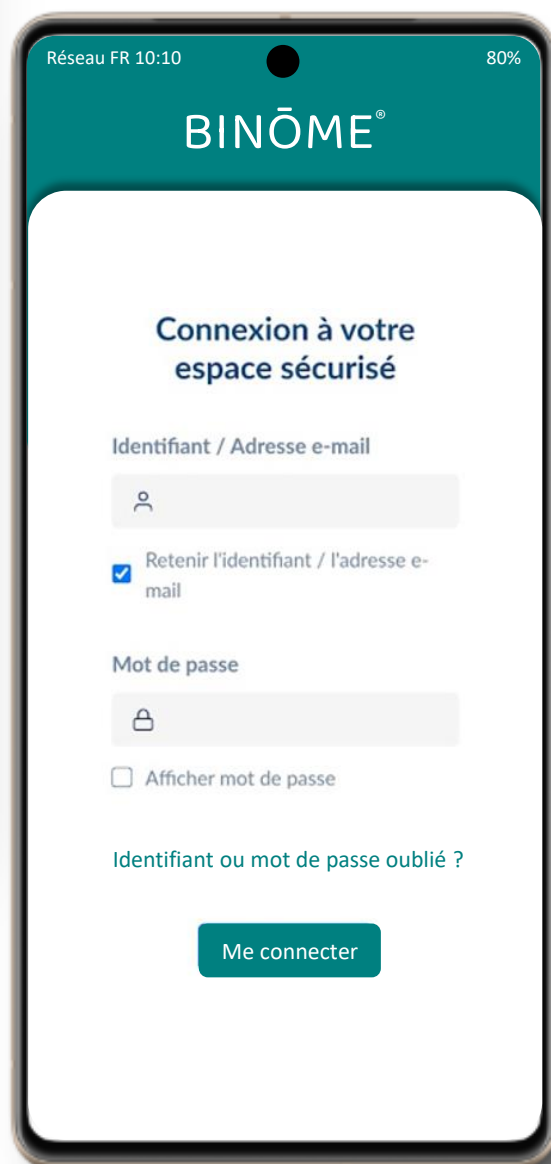 Réseau FR 10:10
80%
BINŌME®
Connexion à votre
espace sécurisé
Identifiant / Adresse e-mail
Retenir l'identifiant / l'adresse e-
mail
Mot de passe
Afficher mot de passe
Identifiant ou mot de passe oublié ?
Me connecter